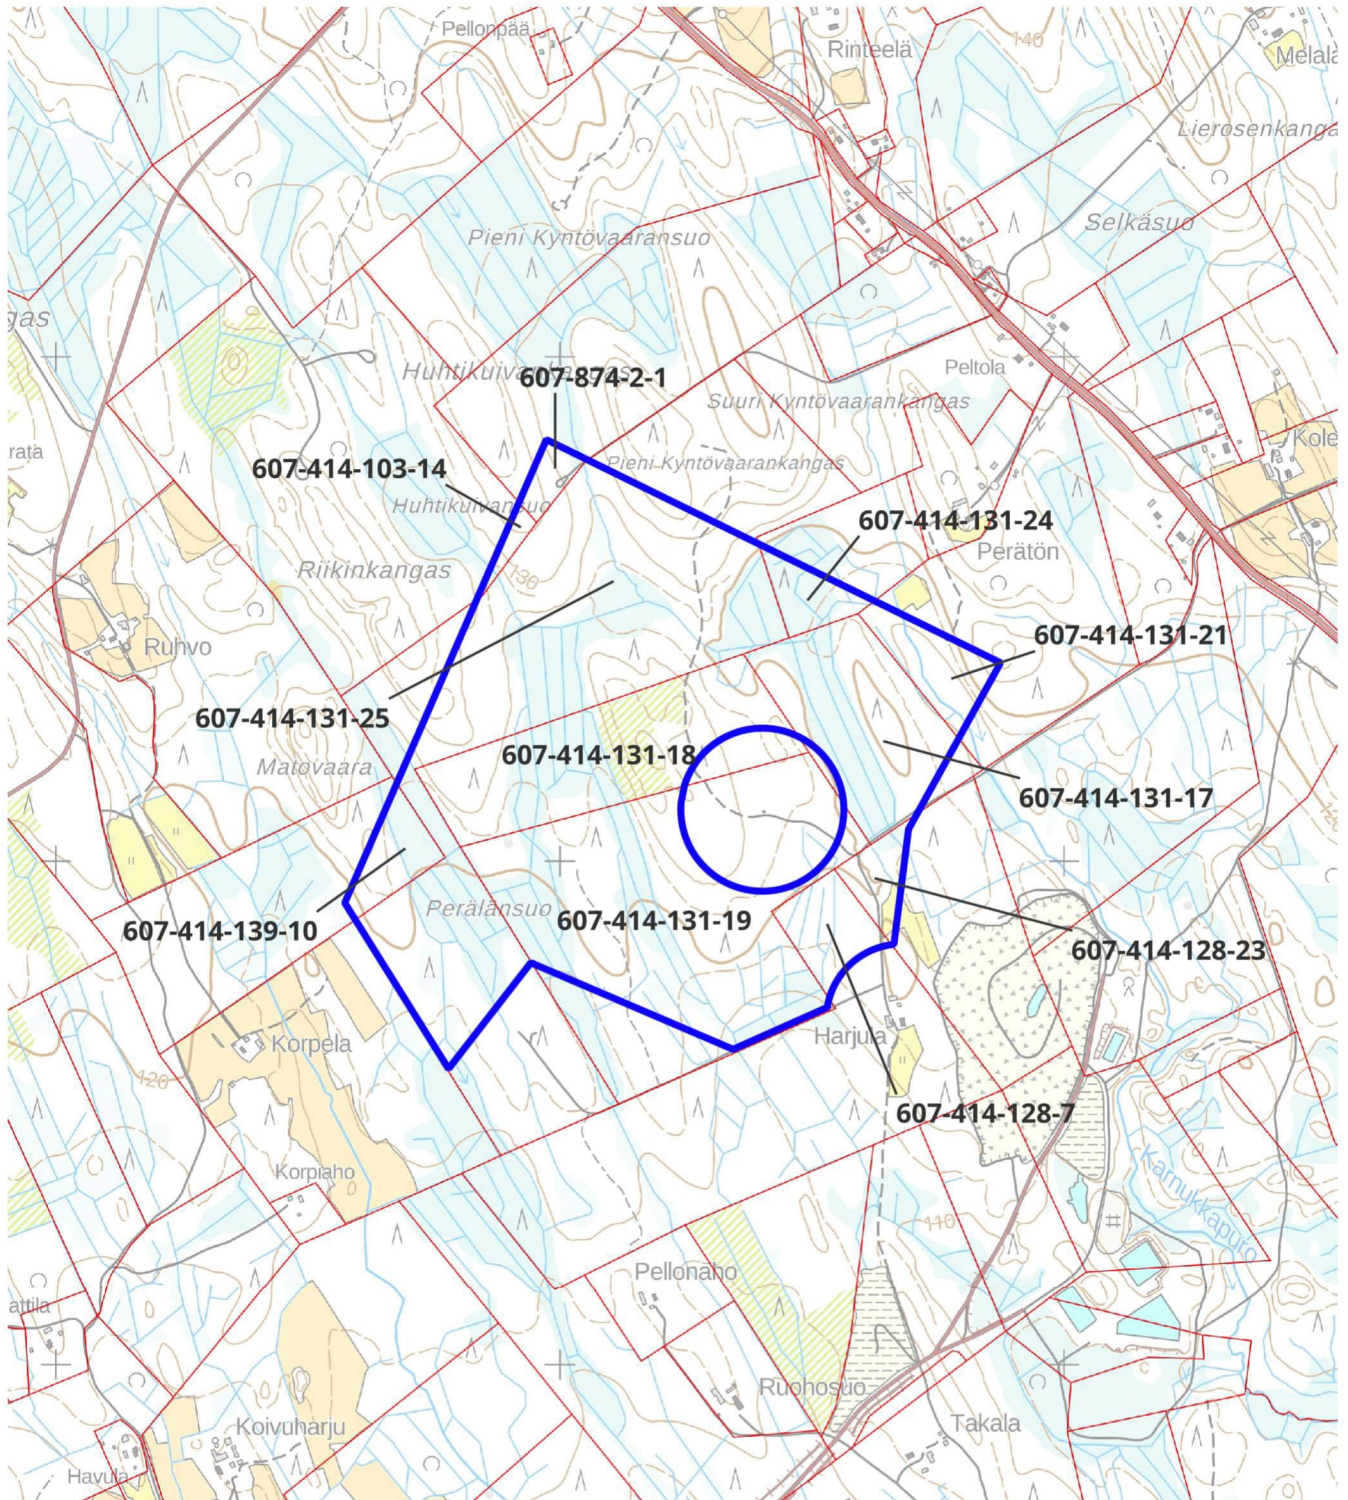 Pellonpää
Rinteelä
140
Melala
Lierosenkanga
Pieni Kyntövaaransuo
Selkäsuo
gas
Huhtikuivankangas
607-874-2-1
Peltola
Suuri Kyntövaarankangas
Kole
rata
607-414-103-14
Pieni Kyntövaarankangas
Huhtikuivansuo
607-414-131-24
Perätön
Riikinkangas
130
607-414-131-21
Ruhvo
607-414-131-25
607-414-131-18
Matovaara
607-414-131-17
Perälänsuo
607-414-131-19
607-414-139-10
607-414-128-23
Harjula
Korpela
120
607-414-128-7
Korpiaho
Karnukkapuro
110
Pellonaho
attila
Ruohosuo
Takala
Koivuharju
Havula